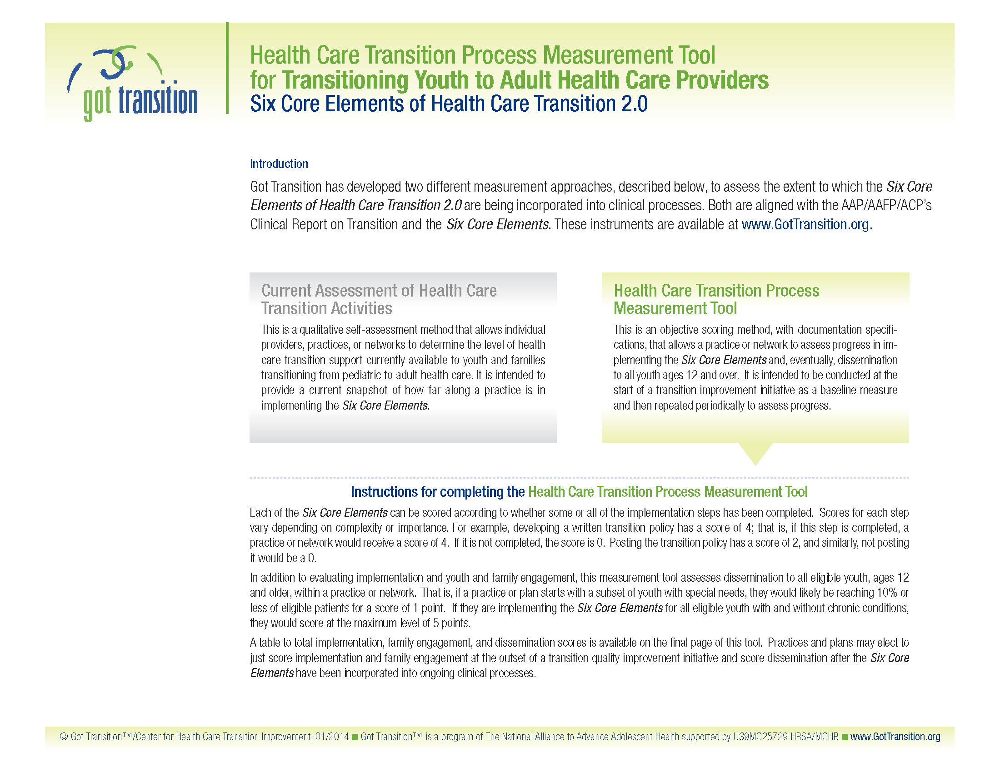 got transition
Health Care Transition Process Measurement Tool
for Transitioning Youth to Adult Health Care Providers
Six Core Elements of Health Care Transition 2.0
Introduction
Got Transition has developed two different measurement approaches, described below, to assess the extent to which the Six Core
Elements of Health Care Transition 2.0 are being incorporated into clinical processes. Both are aligned with the AAP/AAFP/ACP's
Clinical Report on Transition and the Six Core Elements. These instruments are available at www.GotTransition.org.
Current Assessment of Health Care
Transition Activities
This is a qualitative self-assessment method that allows individual
providers, practices, or networks to determine the level of health
care transition support currently available to youth and families
transitioning from pediatric to adult health care. It is intended to
provide a current snapshot of how far along a practice is in
implementing the Six Core Elements.
Health Care Transition Process
Measurement Tool
This is an objective scoring method, with documentation specifi-
cations, that allows a practice or network to assess progress in im-
plementing the Six Core Elements and, eventually, dissemination
to all youth ages 12 and over. It is intended to be conducted at the
start of a transition improvement initiative as a baseline measure
and then repeated periodically to assess progress.
Instructions for completing the Health Care Transition Process Measurement Tool
Each of the Six Core Elements can be scored according to whether some or all of the implementation steps has been completed. Scores for each step
vary depending on complexity or importance. For example, developing a written transition policy has a score of 4; that is, if this step is completed, a
practice or network would receive a score of 4. If it is not completed, the score is 0. Posting the transition policy has a score of 2, and similarly, not posting
it would be a 0.
In addition to evaluating implementation and youth and family engagement, this measurement tool assesses dissemination to all eligible youth, ages 12
and older, within a practice or network. That is, if a practice or plan starts with a subset of youth with special needs, they would likely be reaching 10% or
less of eligible patients for a score of 1 point. If they are implementing the Six Core Elements for all eligible youth with and without chronic conditions,
they would score at the maximum level of 5 points.
A table to total implementation, family engagement, and dissemination scores is available on the final page of this tool. Practices and plans may elect to
just score implementation and family engagement at the outset of a transition quality improvement initiative and score dissemination after the Six Core
Elements have been incorporated into ongoing clinical processes.
© Got Transition™/Center for Health Care Transition Improvement, 01/2014 ■ Got Transition™ is a program of The National Alliance to Advance Adolescent Health supported by U39MC25729 HRSA/MCHB ■ www.GotTransition.org